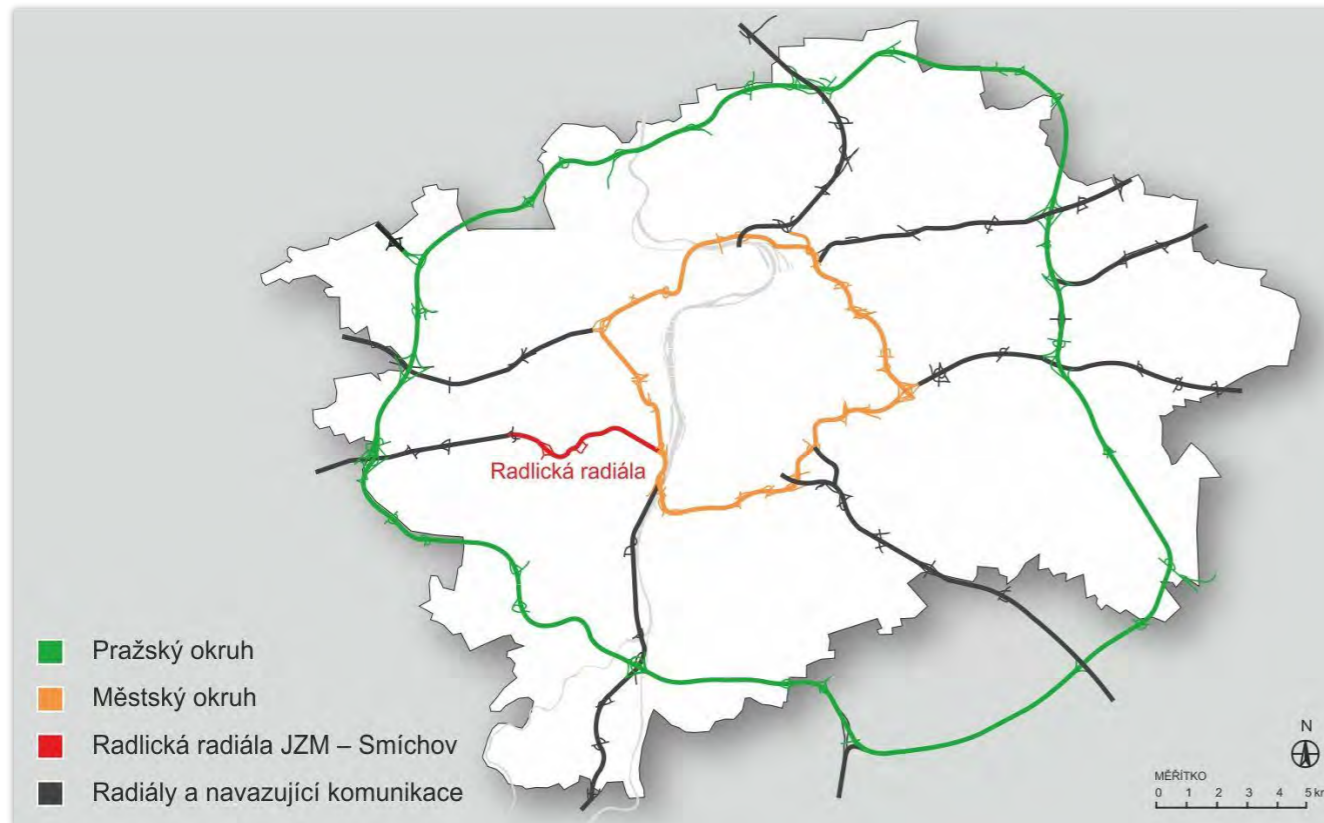 Radlická radiála
Pražský okruh
Městský okruh
Radlická radiála JZM – Smíchov
Radiály a navazující komunikace
N
MĚŘÍTKO
0 1 2 3 4 5 km